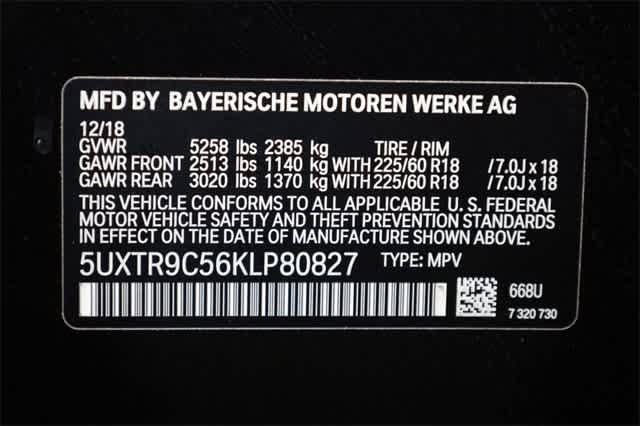 MFD BY BAYERISCHE MOTOREN WERKE AG
12/18
GVWR 5258 lbs 2385 kg TIRE / RIM
GAWR FRONT 2513 lbs 1140 kg WITH 225/60 R18 /7.0J x 18
GAWR REAR 3020 lbs 1370 kg WITH 225/60 R18 /7.0J x 18
THIS VEHICLE CONFORMS TO ALL APPLICABLE U. S. FEDERAL
MOTOR VEHICLE SAFETY AND THEFT PREVENTION STANDARDS
IN EFFECT ON THE DATE OF MANUFACTURE SHOWN ABOVE.
5UXTR9C56KLP80827 TYPE: MPV
668U
7 320 730